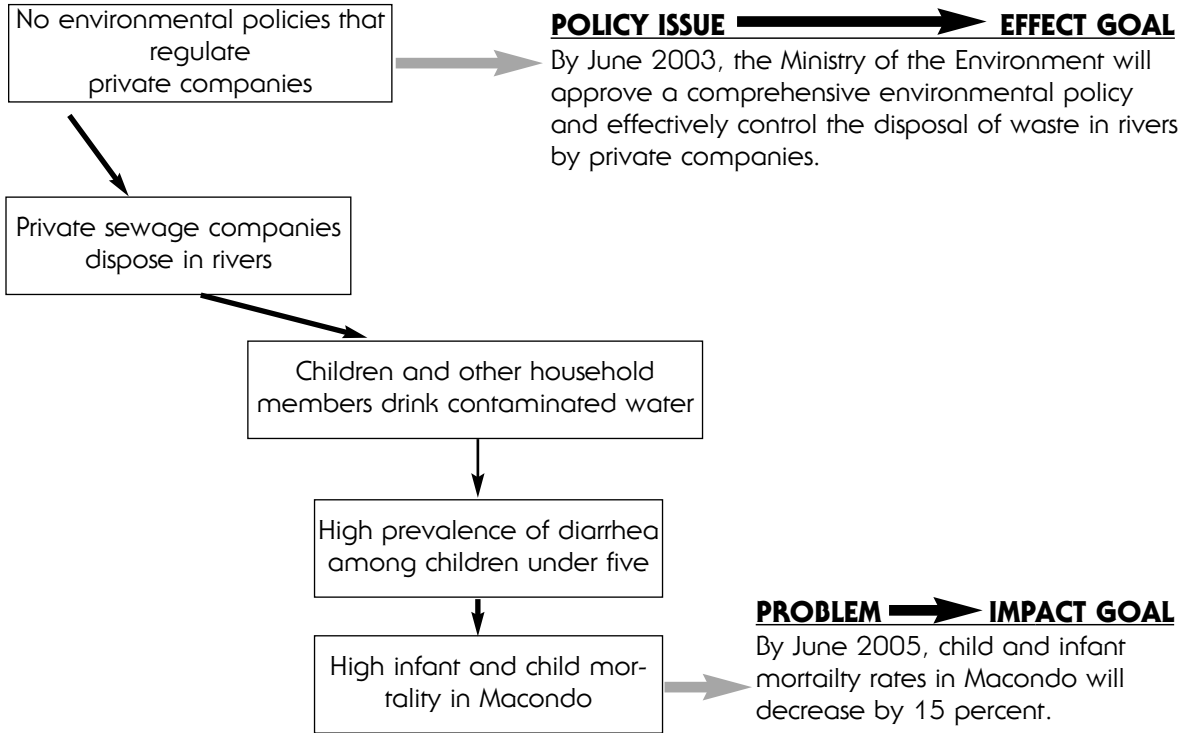 No environmental policies that
regulate
private companies
POLICY ISSUE EFFECT GOAL
By June 2003, the Ministry of the Environment will
approve a comprehensive environmental policy
and effectively control the disposal of waste in rivers
by private companies.
Private sewage companies
dispose in rivers
Children and other household
members drink contaminated water
High prevalence of diarrhea
among children under five
High infant and child mor-
tality in Macondo
PROBLEM IMPACT GOAL
By June 2005, child and infant
mortailty rates in Macondo will
decrease by 15 percent.